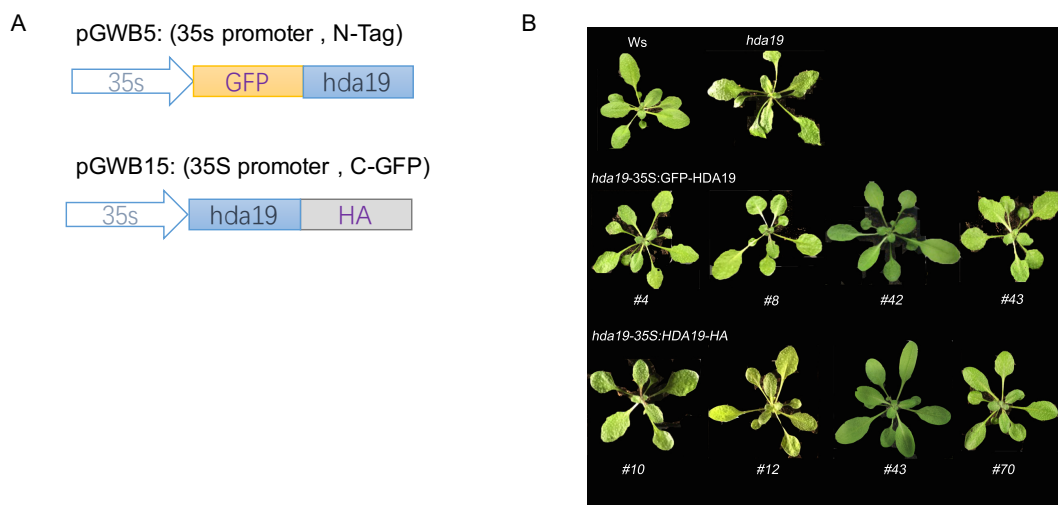 A
pGWB5: (35s promoter , N-Tag)
35s GFP hda19
pGWB15: (35S promoter , C-GFP)
35s hda19 HA
B
Ws hda19
hda19-35S:GFP-HDA19
#4 #8 #42 #43
hda19-35S:HDA19-HA
#10 #12 #43 #70